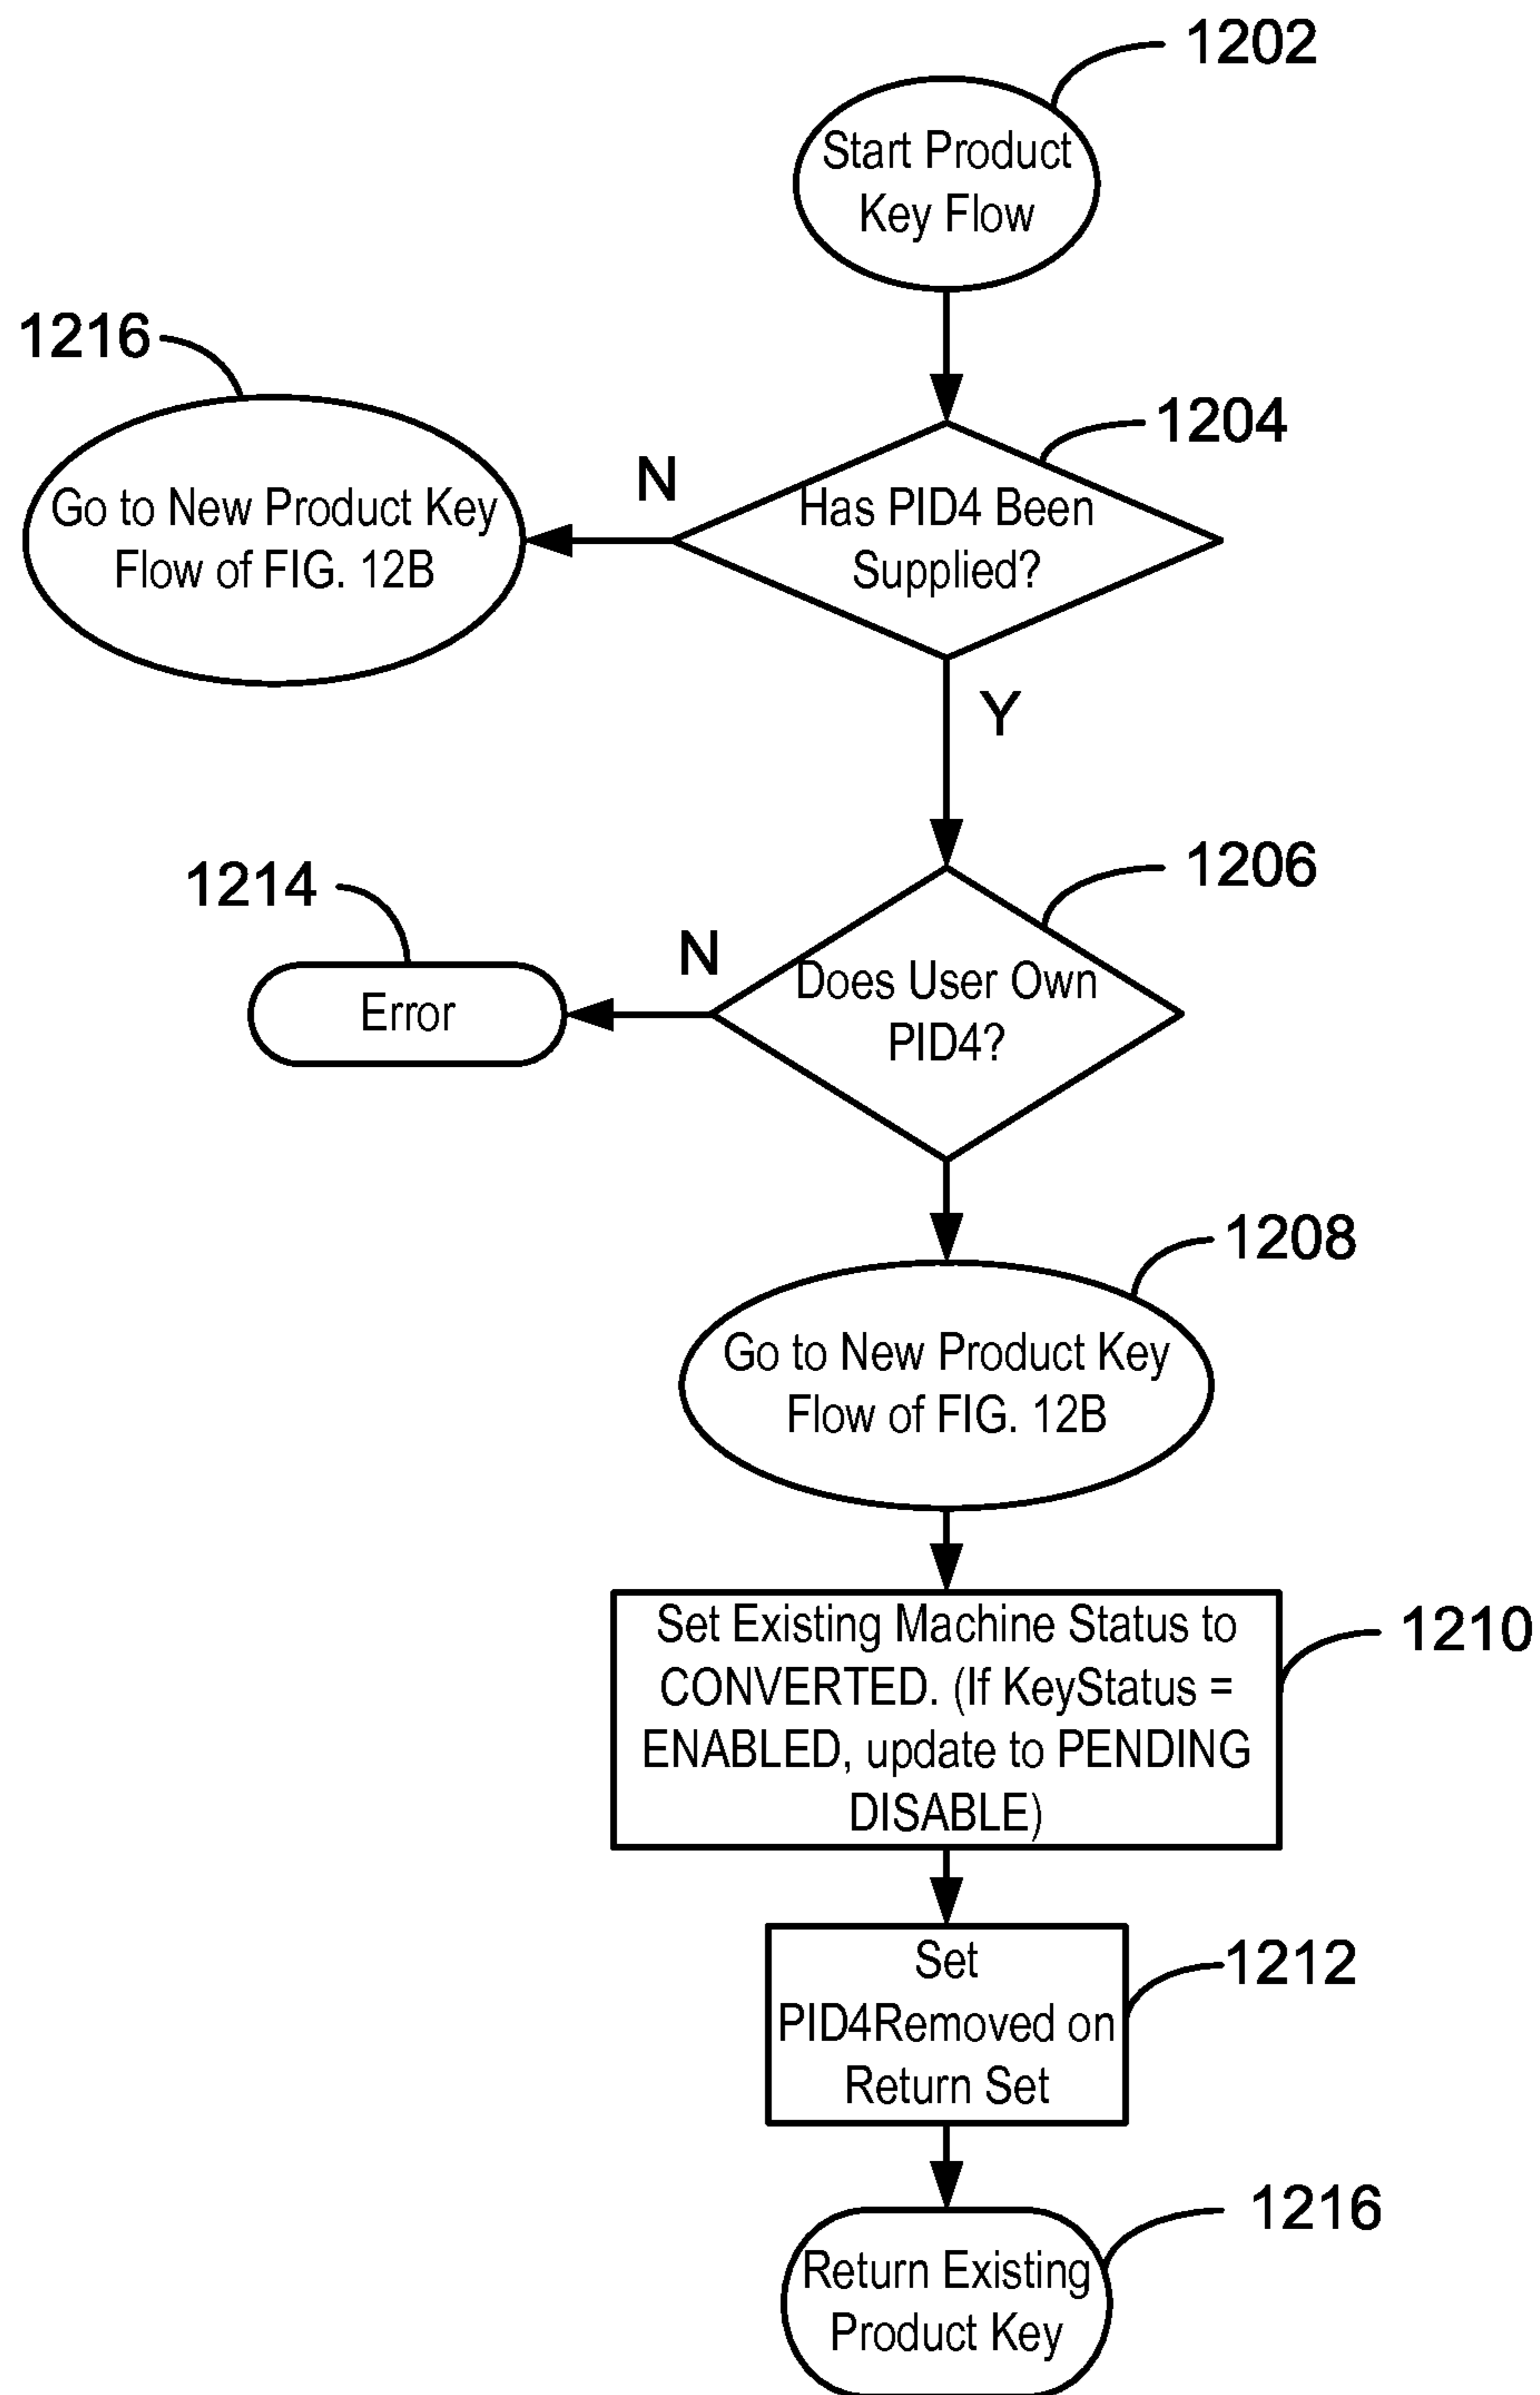 1202
Start Product
Key Flow
1216
1204
N
Go to New Product Key
Flow of FIG. 12B
Has PID4 Been
Supplied?
Y
1206
1214
N
Error
Does User Own
PID4?
1208
Go to New Product Key
Flow of FIG. 12B
1210
Set Existing Machine Status to
CONVERTED. (If KeyStatus =
ENABLED, update to PENDING
DISABLE)
1212
Set
PID4Removed on
Return Set
1216
Return Existing
Product Key